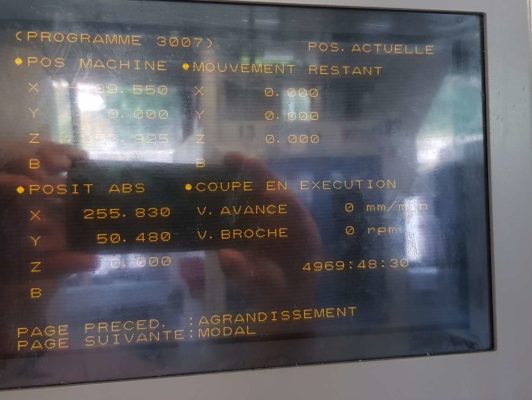 (PROGRAMME 3007) POS. ACTUELLE
POS MACHINE MOUVEMENT RESTANT
X X 0.000
Y 0.000 Y 0.000
Z Z 0.000
B B
POSIT ABS COUPE EN EXECUTION
X 255.830 V. AVANCE 0 mm/min
Y 50.480 V. BROCHE 0 rpm
Z 0.000 4969:48:30
B
PAGE PRECED. :AGRANDISSEMENT
PAGE SUIVANTE:MODAL